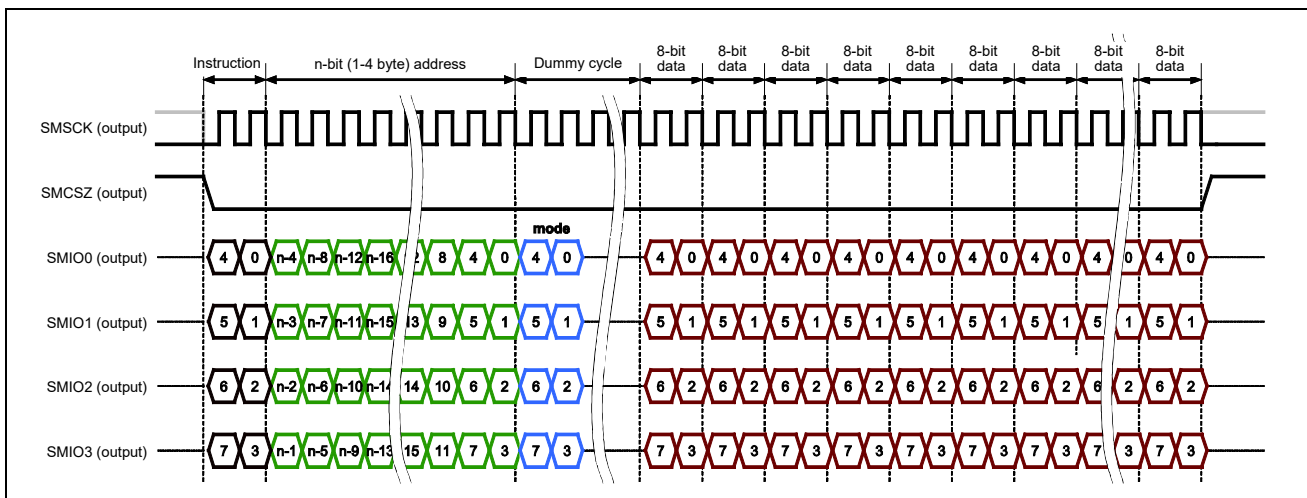 8-bit data 8-bit data 8-bit data 8-bit data 8-bit data 8-bit data 8-bit data 8-bit data 8-bit data
Instruction n-bit (1-4 byte) address Dummy cycle
SMSCK (output)
SMCSZ (output)
mode
SMIO0 (output) 4 0 n-4 n-8 n-12 n-16 8 4 0 4 0 4 0 4 0 4 0 4 0 4 0 4 0 4 0 4 0 4 0
SMIO1 (output) 5 1 n-3 n-7 n-11 n-15 13 9 5 1 5 1 5 1 5 1 5 1 5 1 5 1 5 1 5 1 5 1 5 1
SMIO2 (output) 6 2 n-2 n-6 n-10 n-14 14 10 6 2 6 2 6 2 6 2 6 2 6 2 6 2 6 2 6 2 6 2 6 2
SMIO3 (output) 7 3 n-1 n-5 n-9 n-13 15 11 7 3 7 3 7 3 7 3 7 3 7 3 7 3 7 3 7 3 7 3 7 3